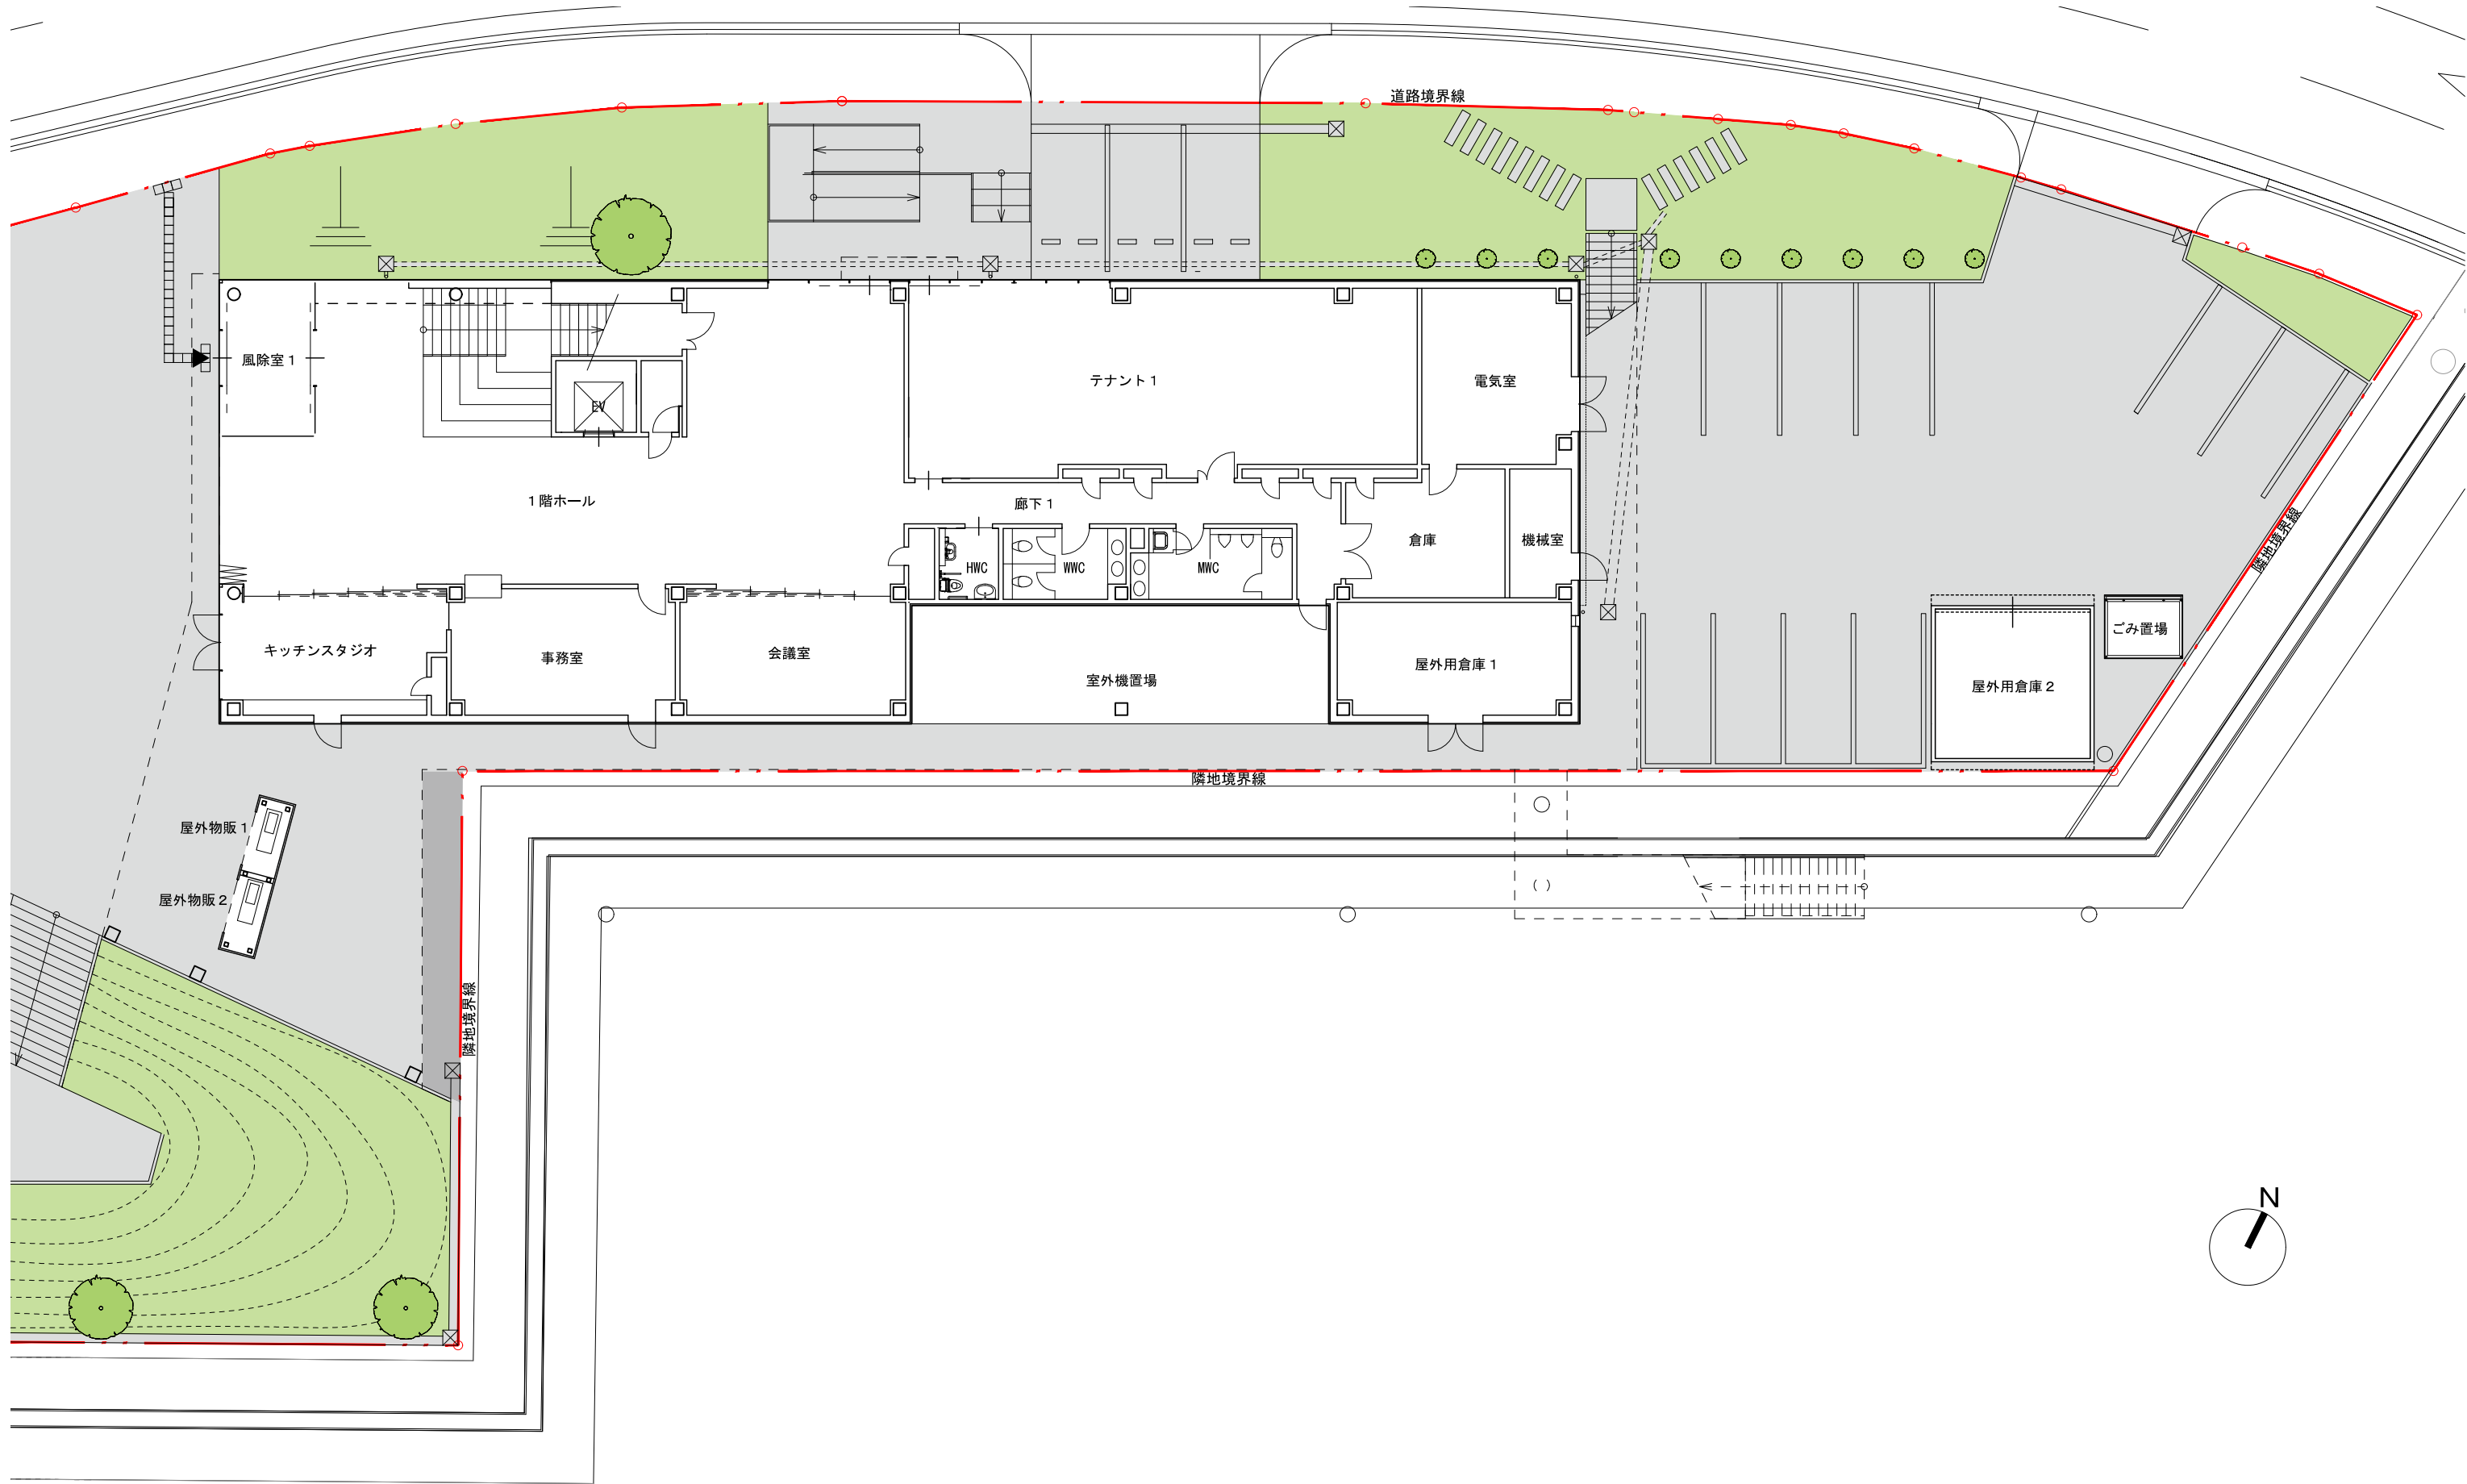 道路境界線
風除室1
EV
テナント1
電気室
1階ホール
廊下1
倉庫
機械室
HWC
WWC
MWC
隣地境界線
キッチンスタジオ
事務室
会議室
室外機置場
屋外用倉庫1
屋外用倉庫2
ごみ置場
隣地境界線
屋外物販1
屋外物販2
隣地境界線
N